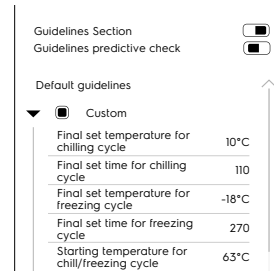 Guidelines Section
Guidelines predictive check
Default guidelines
Custom
Final set temperature for
chilling cycle
10°C
Final set time for chilling
cycle
110
Final set temperature for
freezing cycle
-18°C
Final set time for freezing
cycle
270
Starting temperature for
chill/freezing cycle
63°C